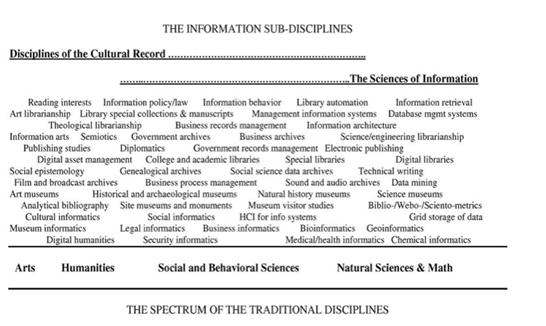 THE INFORMATION SUB-DISCIPLINES
Disciplines of the Cultural Record ................................................................
........................................................................The Sciences of Information
Reading interests Information policy/law Information behavior Library automation Information retrieval
Art librarianship Library special collections & manuscripts Management information systems Database mgmt systems
Theological librarianship Business records management Information architecture
Information arts Semiotics Government archives Business archives Science/engineering librarianship
Publishing studies Diplomatics Government records management Electronic publishing
Digital asset management College and academic libraries Special libraries Digital libraries
Social epistemology Genealogical archives Social science data archives Technical writing
Film and broadcast archives Business process management Sound and audio archives Data mining
Art museums Historical and archaeological museums Natural history museums Science museums
Analytical bibliography Site museums and monuments Museum visitor studies Biblio-/Webo-/Sciento-metrics
Cultural informatics Social informatics HCI for info systems Grid storage of data
Museum informatics Legal informatics Business informatics Bioinformatics Geoinformatics
Digital humanities Security informatics Medical/health informatics Chemical informatics
Arts Humanities Social and Behavioral Sciences Natural Sciences & Math
THE SPECTRUM OF THE TRADITIONAL DISCIPLINES